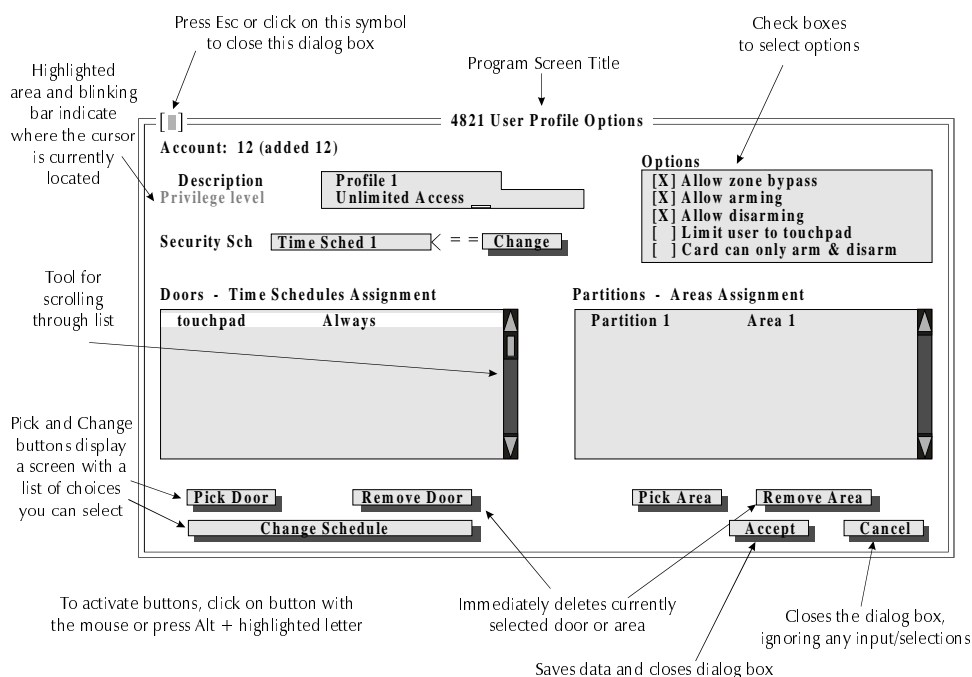 Press Esc or click on this symbol
to close this dialog box
Check boxes
to select options
Program Screen Title
Highlighted
area and blinking
bar indicate
where the cursor
is currently
located
[ ]
4821 User Profile Options
Account: 12 (added 12)
Description
Profile 1
Privilege level
Unlimited Access _
Security Sch
Time Sched 1
< = =
Change
Options
[X] Allow zone bypass
[X] Allow arming
[X] Allow disarming
[ ] Limit user to touchpad
[ ] Card can only arm & disarm
Tool for
scrolling
through list
Doors - Time Schedules Assignment
touchpad Always
Partitions - Areas Assignment
Partition 1 Area 1
Pick and Change
buttons display
a screen with a
list of choices
you can select
Pick Door
Remove Door
Change Schedule
Pick Area
Remove Area
Accept
Cancel
To activate buttons, click on button with
the mouse or press Alt + highlighted letter
Immediately deletes currently
selected door or area
Closes the dialog box,
ignoring any input/selections
Saves data and closes dialog box